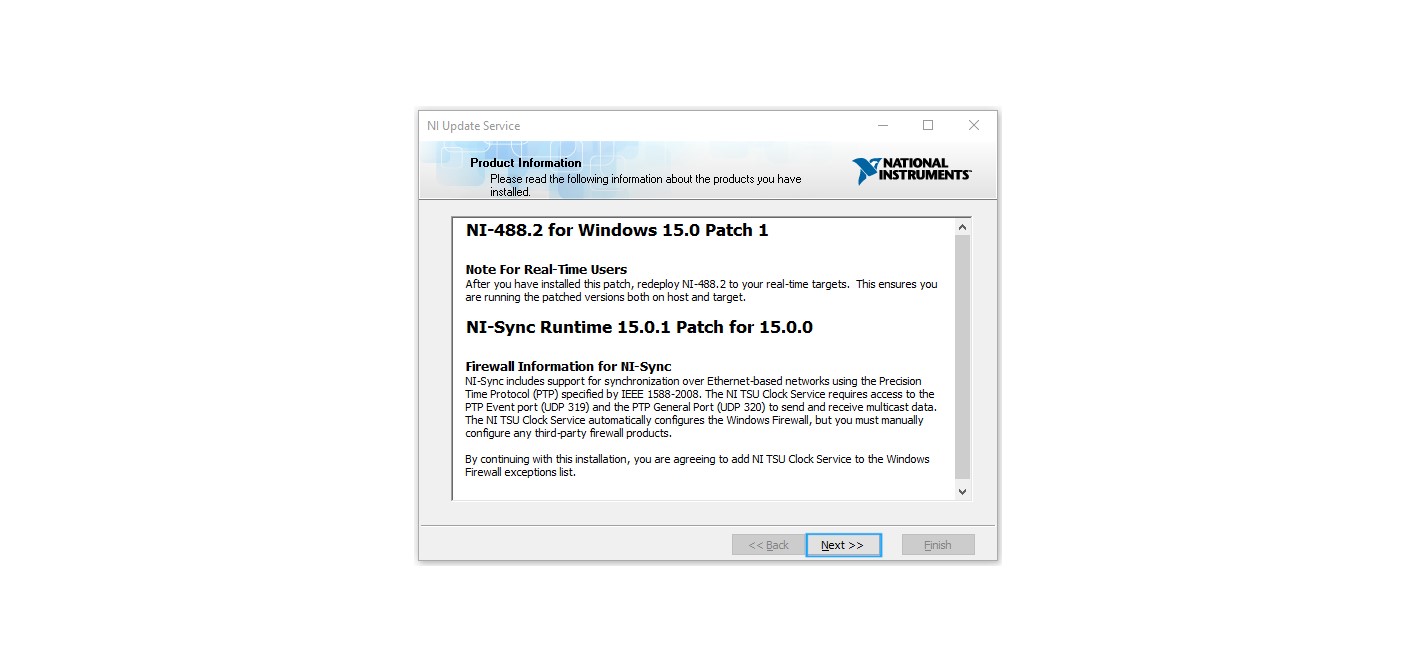 NI Update Service
Product Information
Please read the following information about the products you have
installed.
NATIONAL
INSTRUMENTS™
NI-488.2 for Windows 15.0 Patch 1
Note For Real-Time Users
After you have installed this patch, redeploy NI-488.2 to your real-time targets.  This ensures you
are running the patched versions both on host and target.
NI-Sync Runtime 15.0.1 Patch for 15.0.0
Firewall Information for NI-Sync
NI-Sync includes support for synchronization over Ethernet-based networks using the Precision
Time Protocol (PTP) specified by IEEE 1588-2008. The NI TSU Clock Service requires access to the
PTP Event port (UDP 319) and the PTP General Port (UDP 320) to send and receive multicast data.
The NI TSU Clock Service automatically configures the Windows Firewall, but you must manually
configure any third-party firewall products.
By continuing with this installation, you are agreeing to add NI TSU Clock Service to the Windows
Firewall exceptions list.
<< Back
Next >>
Finish